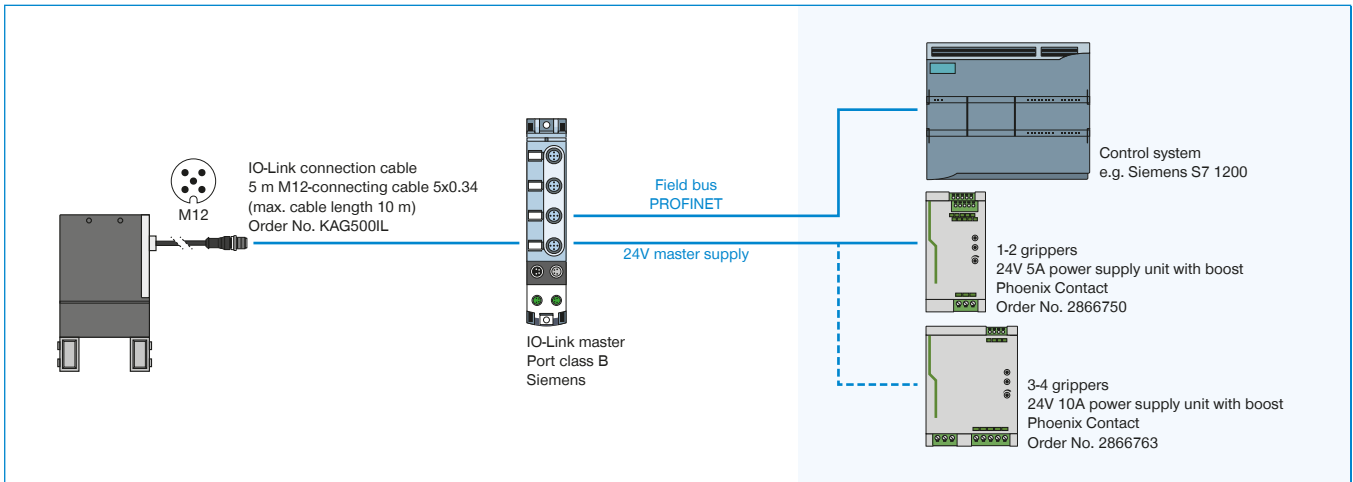 M12
IO-Link connection cable
5 m M12-connecting cable 5x0.34
(max. cable length 10 m)
Order No. KAG500IL
IO-Link master
Port class B
Siemens
Field bus
PROFINET
24V master supply
Control system
e.g. Siemens S7 1200
1-2 grippers
24V 5A power supply unit with boost
Phoenix Contact
Order No. 2866750
3-4 grippers
24V 10A power supply unit with boost
Phoenix Contact
Order No. 2866763